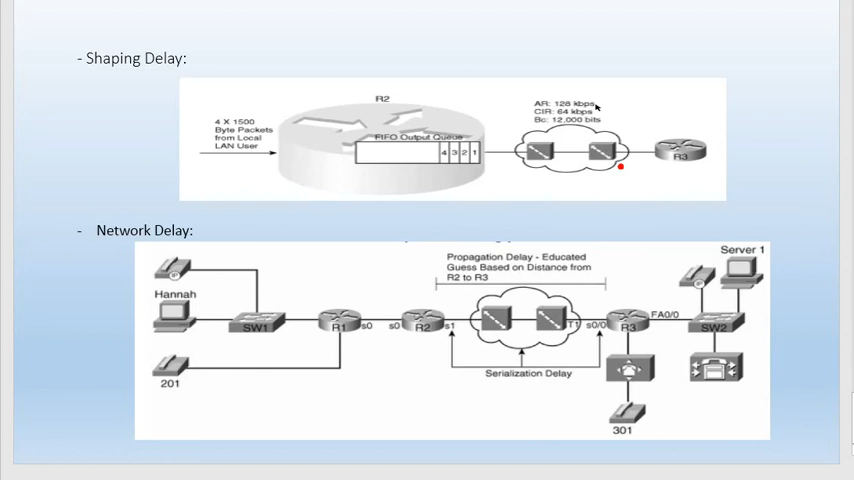 - Shaping Delay:
R2
4 X 1500
Byte Packets
from Local
LAN User
FIFO Output Queue
4 3 2 1
AR: 128 kbps
CIR: 64 kbps
Bc: 12,000 bits
R3
- Network Delay:
Propagation Delay - Educated
Guess Based on Distance from
R2 to R3
Server 1
IP
IP
Hannah
SW1
R1
s0
s0
R2
s1
T1
s0/0
R3
FA0/0
SW2
Serialization Delay
201
301